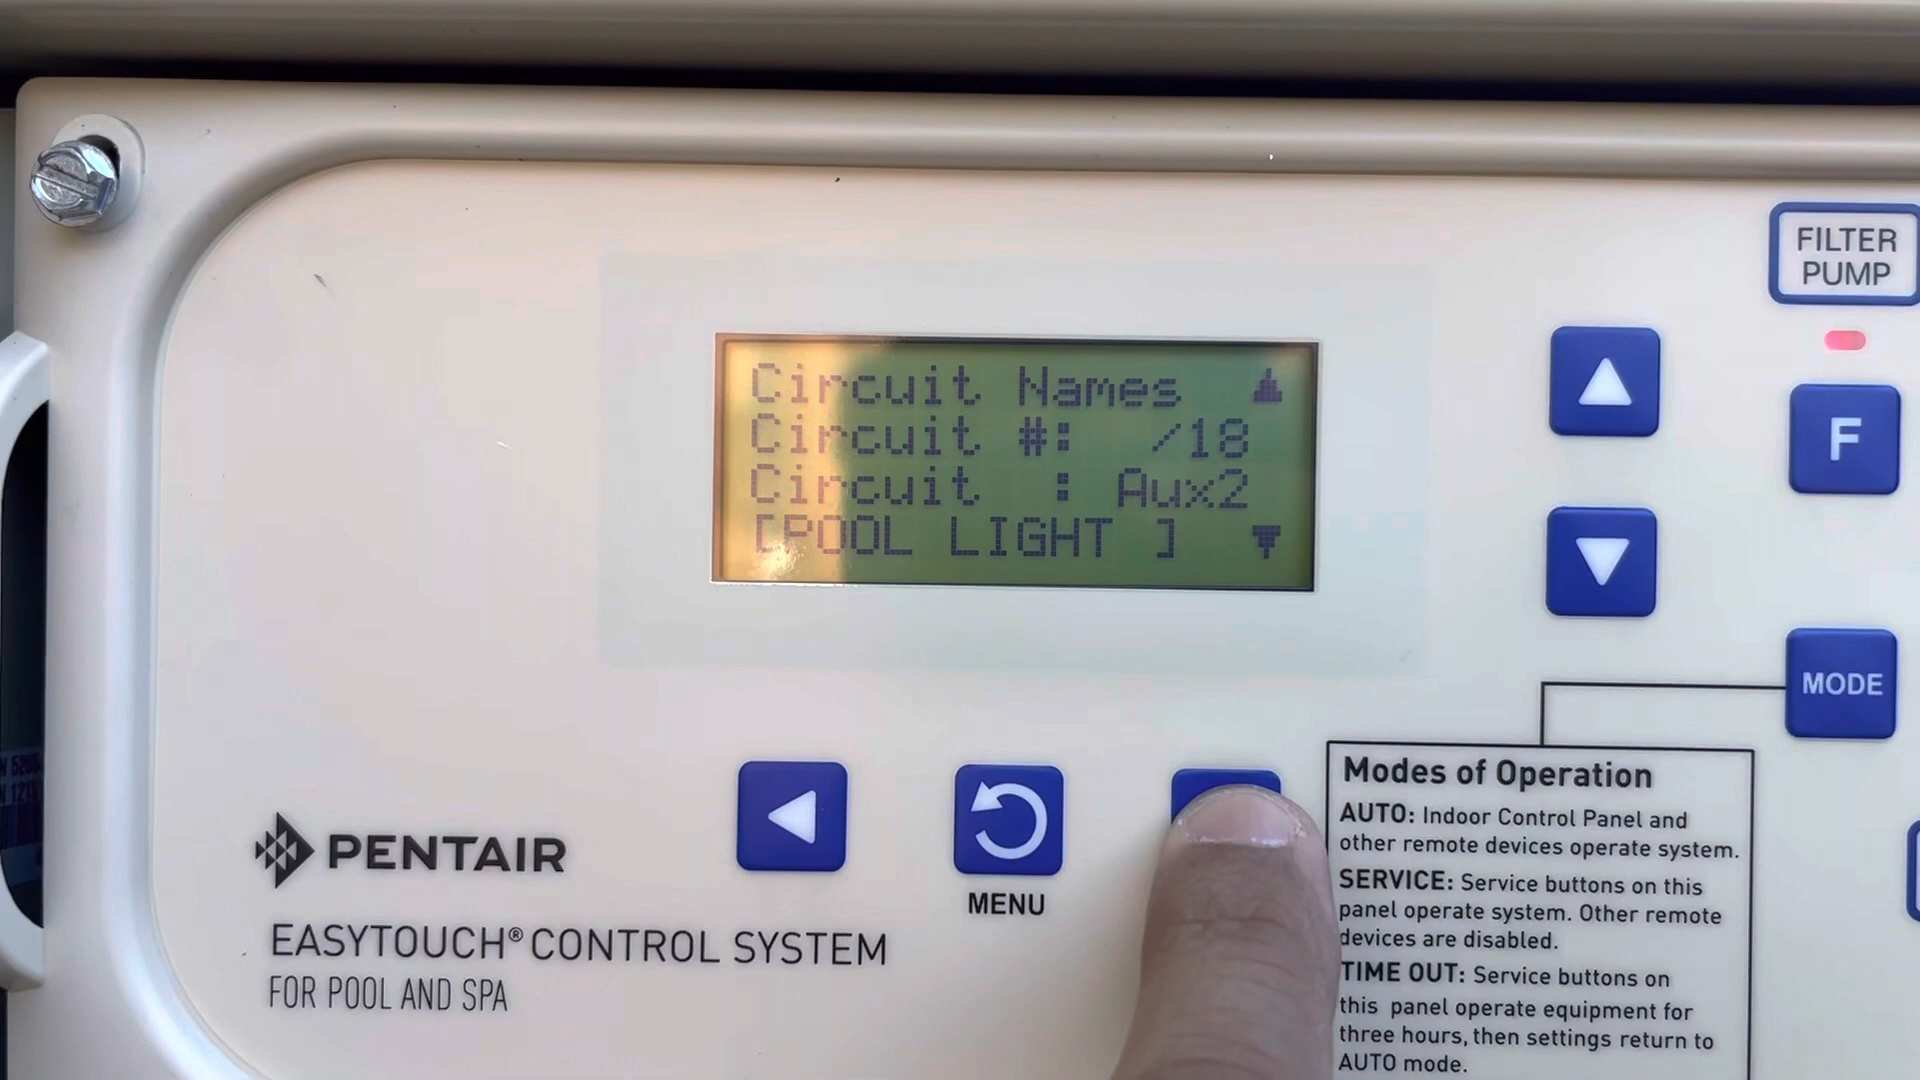 FILTER
PUMP
Circuit Names
Circuit #: /18
Circuit : Aux2
[POOL LIGHT ]
F
MODE
MENU
PENTAIR
EASYTOUCH® CONTROL SYSTEM
FOR POOL AND SPA
Modes of Operation
AUTO: Indoor Control Panel and
other remote devices operate system.
SERVICE: Service buttons on this
panel operate system. Other remote
devices are disabled.
TIME OUT: Service buttons on
this panel operate equipment for
three hours, then settings return to
AUTO mode.